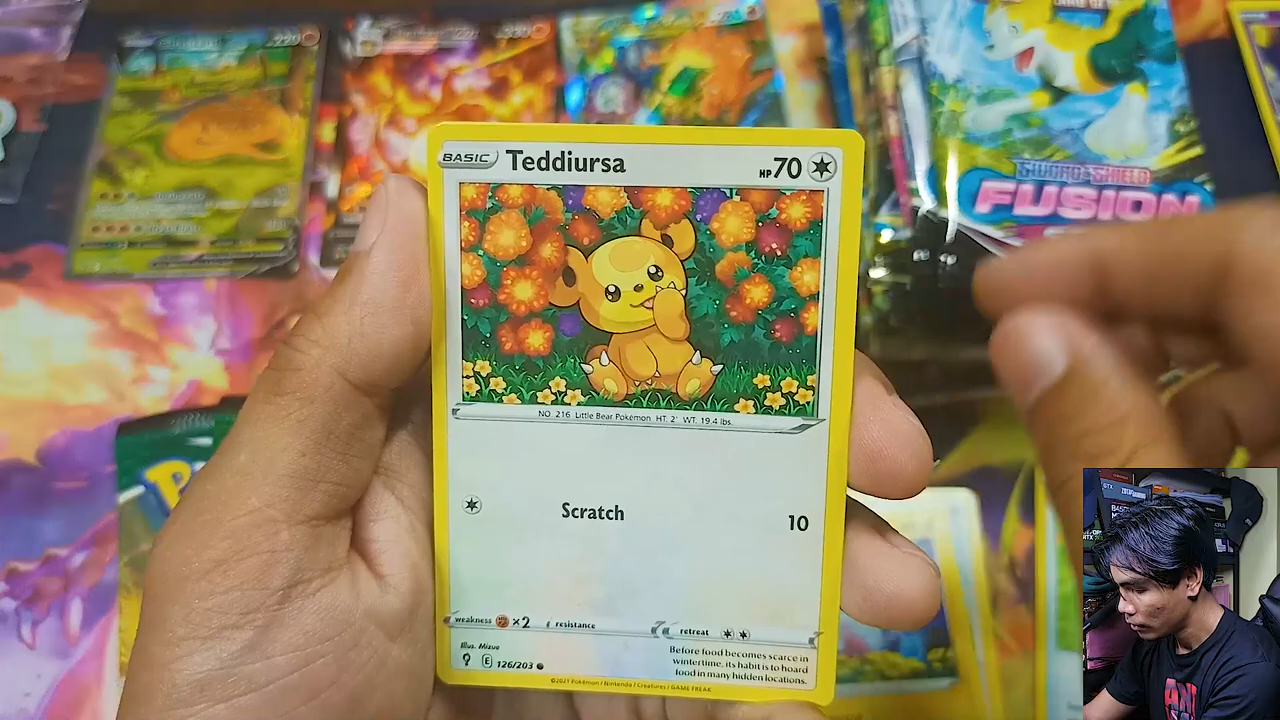 SWORD & SHIELD
FUSION
BASIC Teddiursa HP 70
NO. 216 Little Bear Pokémon HT: 2' WT: 19.4 lbs.
Scratch 10
weakness ×2 resistance retreat
Illus. Mizue
E 126/203
Before food becomes scarce in
wintertime, its habit is to hoard
food in many hidden locations.
©2021 Pokémon / Nintendo / Creatures / GAME FREAK